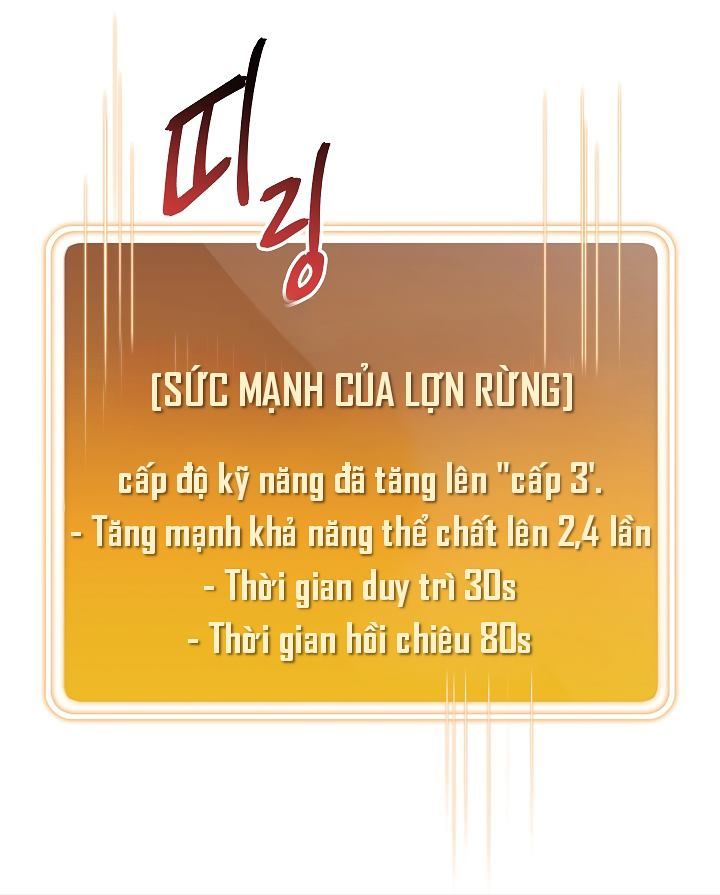 띠링
[SỨC MẠNH CỦA LỢN RỪNG]
cấp độ kỹ năng đã tăng lên "cấp 3'.
- Tăng mạnh khả năng thể chất lên 2,4 lần
- Thời gian duy trì 30s
- Thời gian hồi chiêu 80s